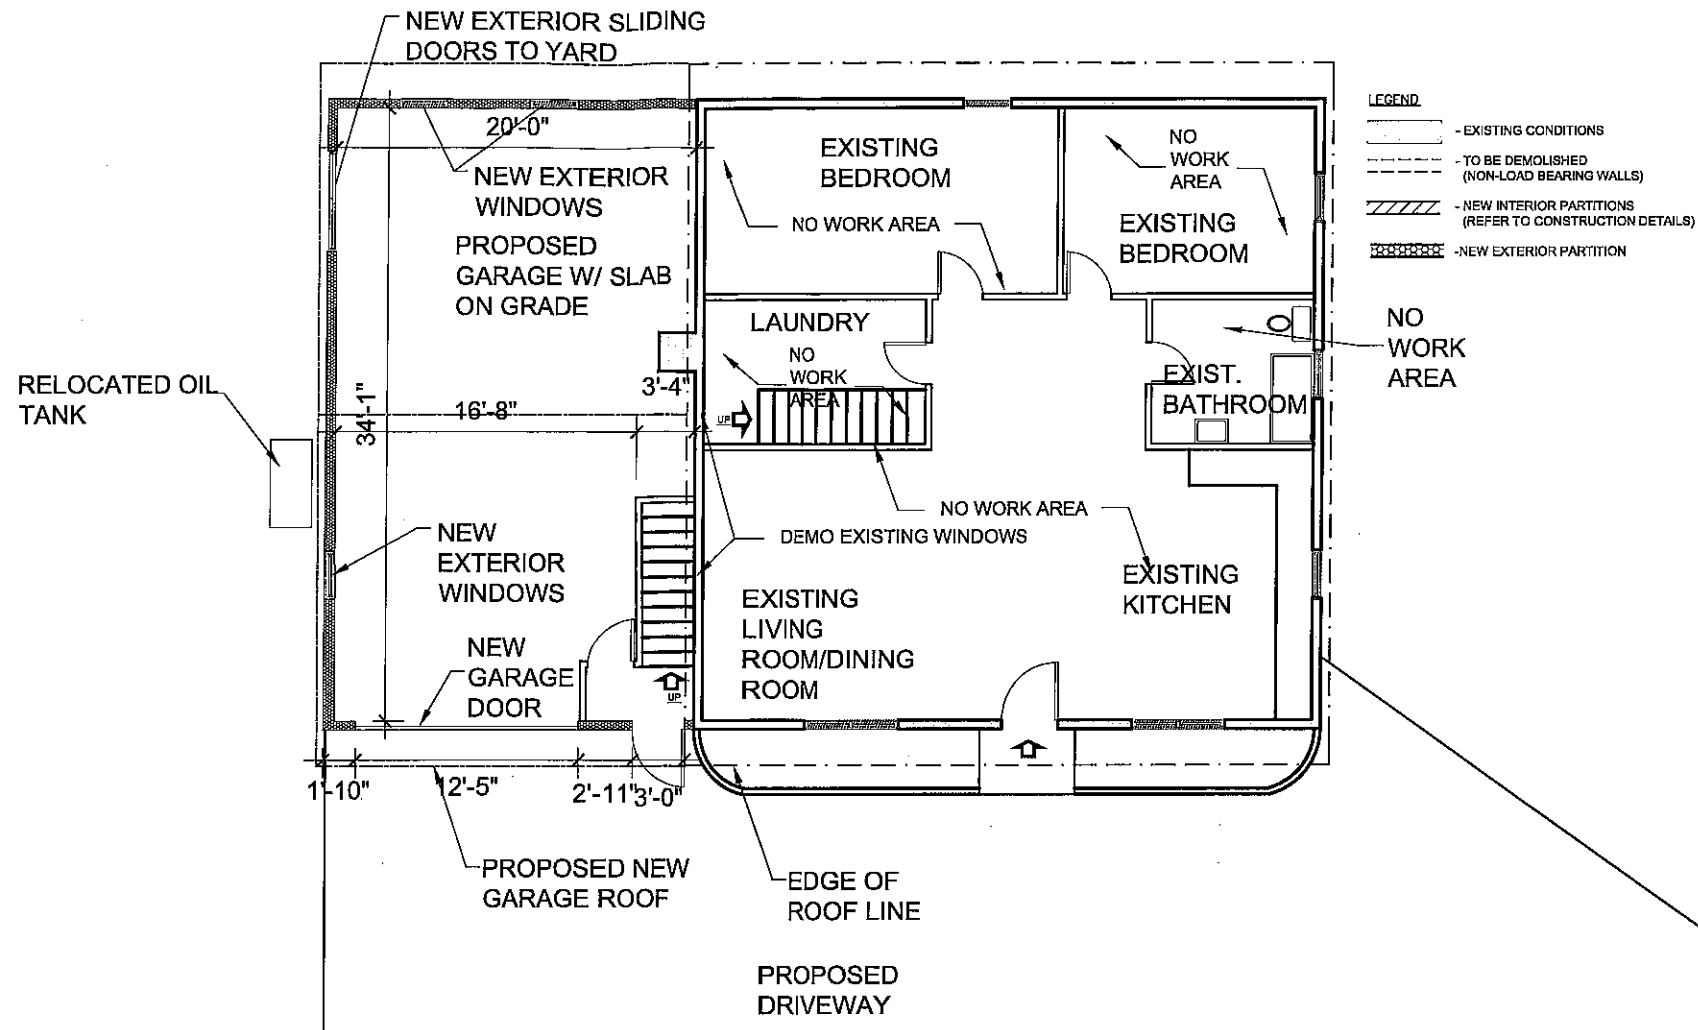 NEW EXTERIOR SLIDING
DOORS TO YARD
20'-0"
NEW EXTERIOR
WINDOWS
PROPOSED
GARAGE W/ SLAB
ON GRADE
EXISTING
BEDROOM
NO WORK AREA
NO
WORK
AREA
EXISTING
BEDROOM
LEGEND
- EXISTING CONDITIONS
- TO BE DEMOLISHED
(NON-LOAD BEARING WALLS)
- NEW INTERIOR PARTITIONS
(REFER TO CONSTRUCTION DETAILS)
-NEW EXTERIOR PARTITION
LAUNDRY
NO
WORK
AREA
UP
EXIST.
BATHROOM
NO
WORK
AREA
RELOCATED OIL
TANK
34'-1"
16'-8"
3'-4"
NO WORK AREA
DEMO EXISTING WINDOWS
NEW
EXTERIOR
WINDOWS
EXISTING
LIVING
ROOM/DINING
ROOM
EXISTING
KITCHEN
NEW
GARAGE
DOOR
UP
1'-10"
12'-5"
2'-11"
3'-0"
PROPOSED NEW
GARAGE ROOF
EDGE OF
ROOF LINE
PROPOSED
DRIVEWAY